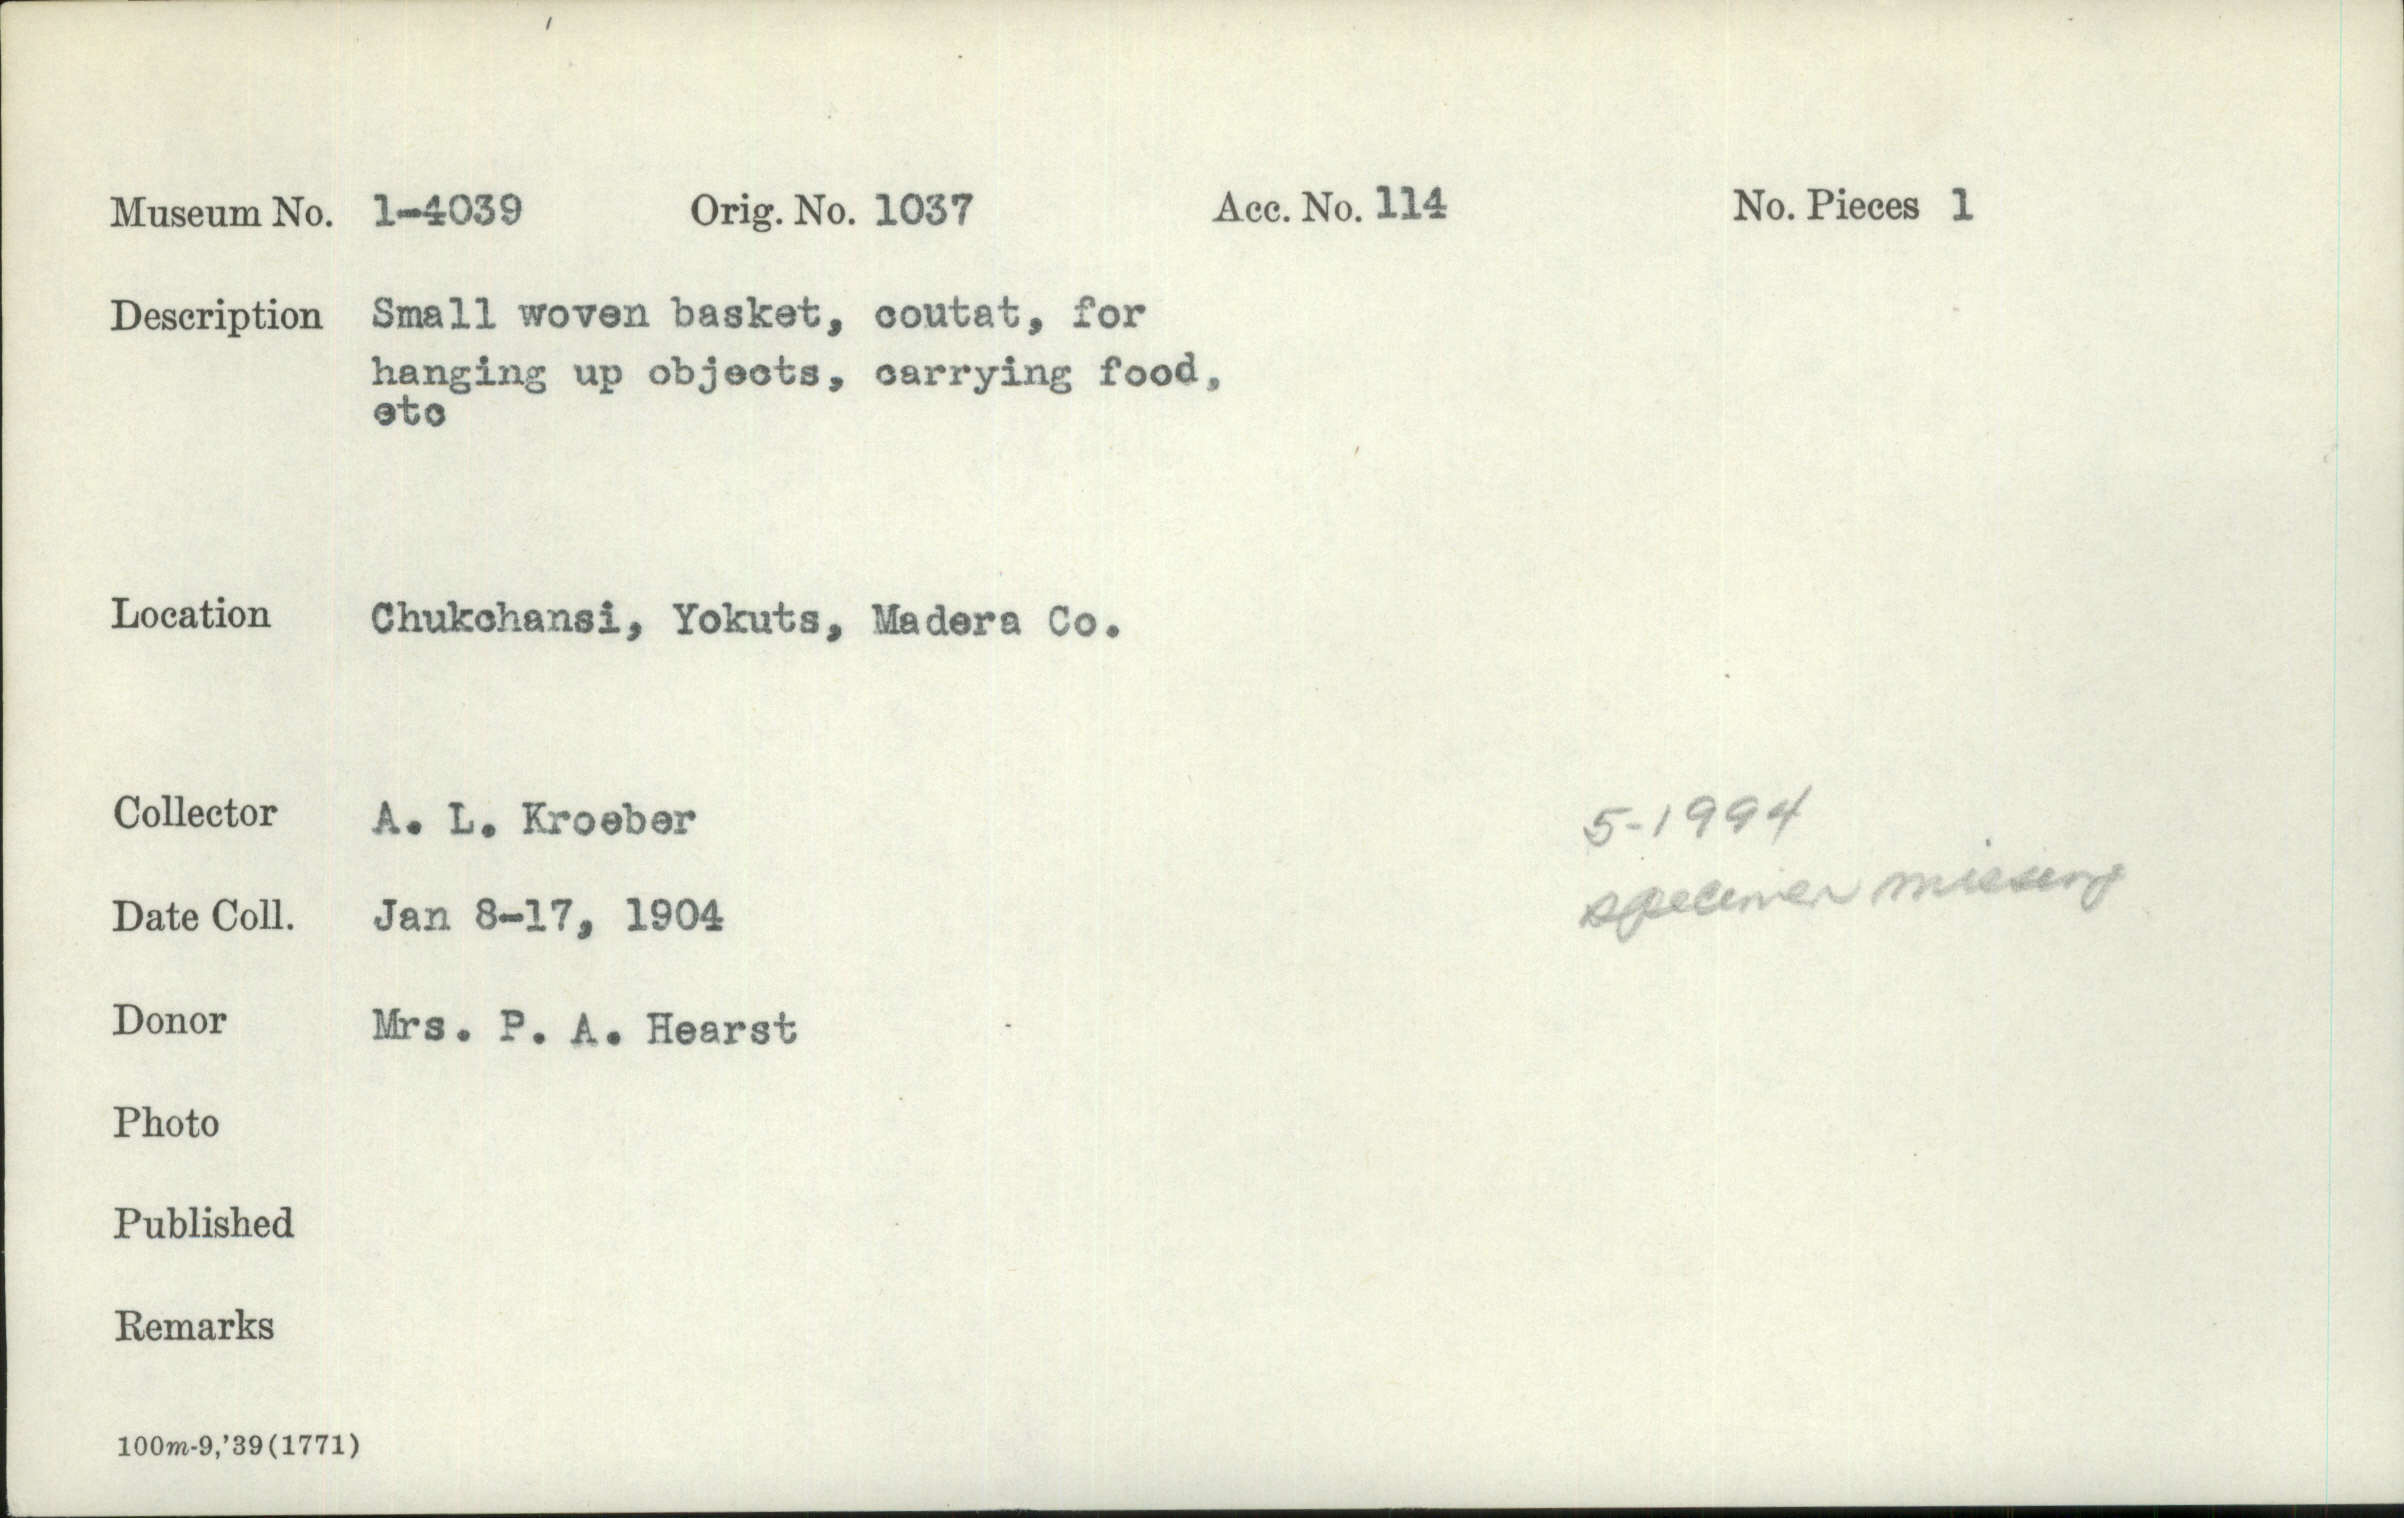 Museum No. 1-4039 Orig. No. 1037 Acc. No. 114 No. Pieces 1
Description Small woven basket, coutat, for
hanging up objects, carrying food,
etc
Location Chukchansi, Yokuts, Madera Co.
Collector A. L. Kroeber
5-1994
Date Coll. Jan 8-17, 1904
specimen missing
Donor Mrs. P. A. Hearst
Photo
Published
Remarks
100m-9,'39(1771)